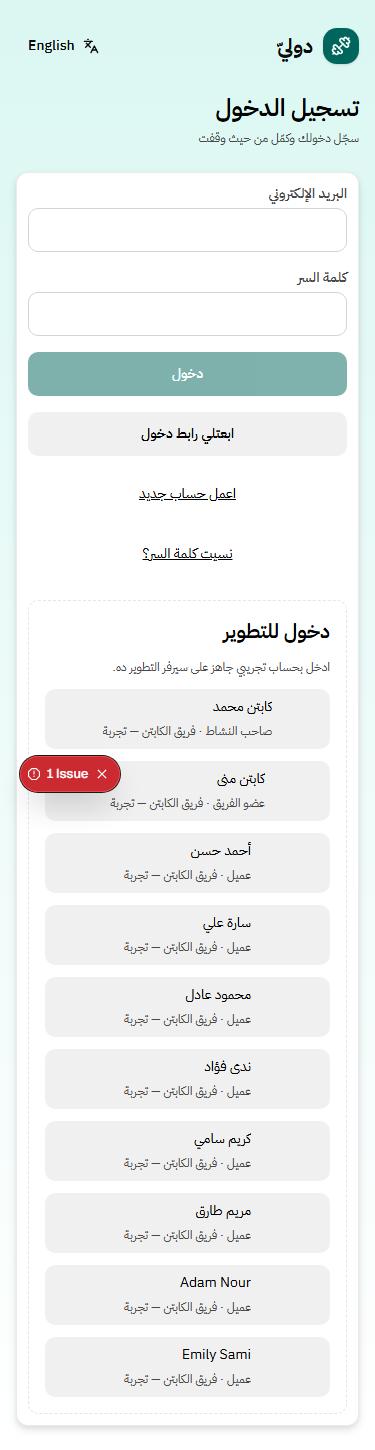 دوليّ
English
تسجيل الدخول
سجّل دخولك وكمّل من حيث وقفت
البريد الإلكتروني
كلمة السر
دخول
ابعتلي رابط دخول
اعمل حساب جديد
نسيت كلمة السر؟
دخول للتطوير
ادخل بحساب تجريبي جاهز على سيرفر التطوير ده.
كابتن محمد
صاحب النشاط · فريق الكابتن — تجربة
1 Issue
كابتن منى
عضو الفريق · فريق الكابتن — تجربة
أحمد حسن
عميل · فريق الكابتن — تجربة
سارة علي
عميل · فريق الكابتن — تجربة
محمود عادل
عميل · فريق الكابتن — تجربة
ندى فؤاد
عميل · فريق الكابتن — تجربة
كريم سامي
عميل · فريق الكابتن — تجربة
مريم طارق
عميل · فريق الكابتن — تجربة
Adam Nour
عميل · فريق الكابتن — تجربة
Emily Sami
عميل · فريق الكابتن — تجربة